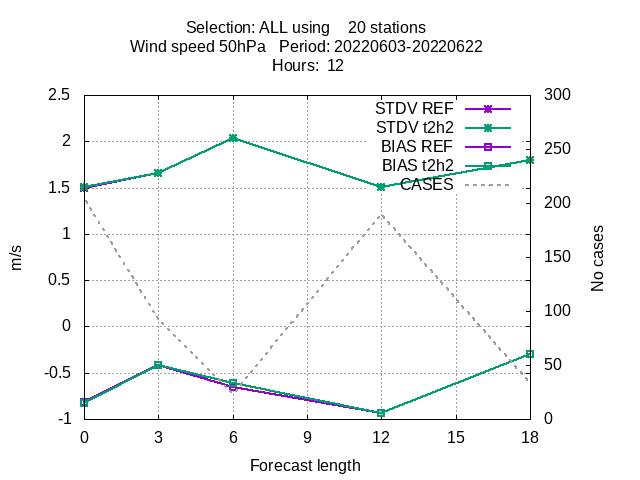 Selection: ALL using    20 stations
Wind speed 50hPa   Period: 20220603-20220622
Hours:  12
2.5
2
1.5
1
0.5
0
-0.5
-1
300
250
200
150
100
50
0
STDV REF
STDV t2h2
BIAS REF
BIAS t2h2
CASES
m/s
No cases
0 3 6 9 12 15 18
Forecast length